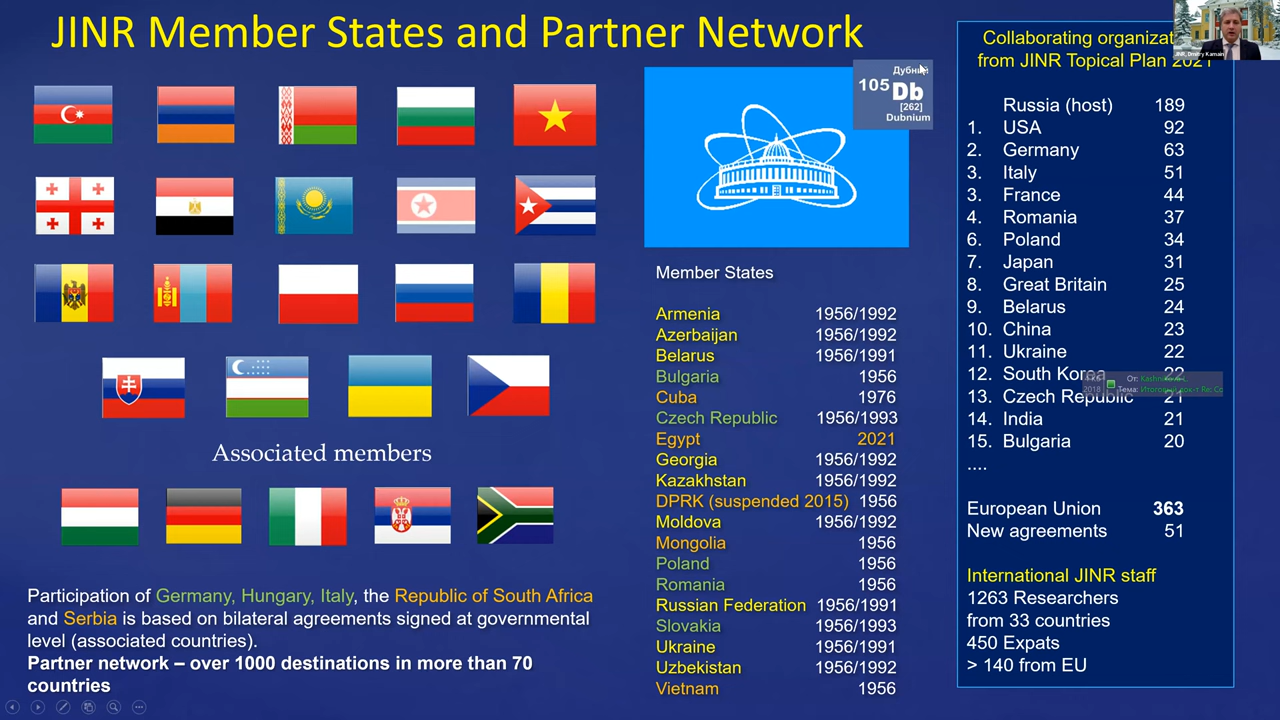 JINR Member States and Partner Network
Associated members
Participation of Germany, Hungary, Italy, the Republic of South Africa
and Serbia is based on bilateral agreements signed at governmental
level (associated countries).
Partner network – over 1000 destinations in more than 70
countries
105 Db
[262]
Dubnium
Member States
Armenia 1956/1992
Azerbaijan 1956/1992
Belarus 1956/1991
Bulgaria 1956
Cuba 1976
Czech Republic 1956/1993
Egypt 2021
Georgia 1956/1992
Kazakhstan 1956/1992
DPRK (suspended 2015) 1956
Moldova 1956/1992
Mongolia 1956
Poland 1956
Romania 1956
Russian Federation 1956/1991
Slovakia 1956/1993
Ukraine 1956/1991
Uzbekistan 1956/1992
Vietnam 1956
Collaborating
from JINR Topical Plan 2021
Russia (host) 189
1. USA 92
2. Germany 63
3. Italy 51
3. France 44
4. Romania 37
6. Poland 34
7. Japan 31
8. Great Britain 25
9. Belarus 24
10. China 23
11. Ukraine 22
12. South Korea 22
13. Czech Republic 21
14. India 21
15. Bulgaria 20
....
European Union 363
New agreements 51
International JINR staff
1263 Researchers
from 33 countries
450 Expats
> 140 from EU
JINR, Dmitry Kamanin
2018
От:
Тема: